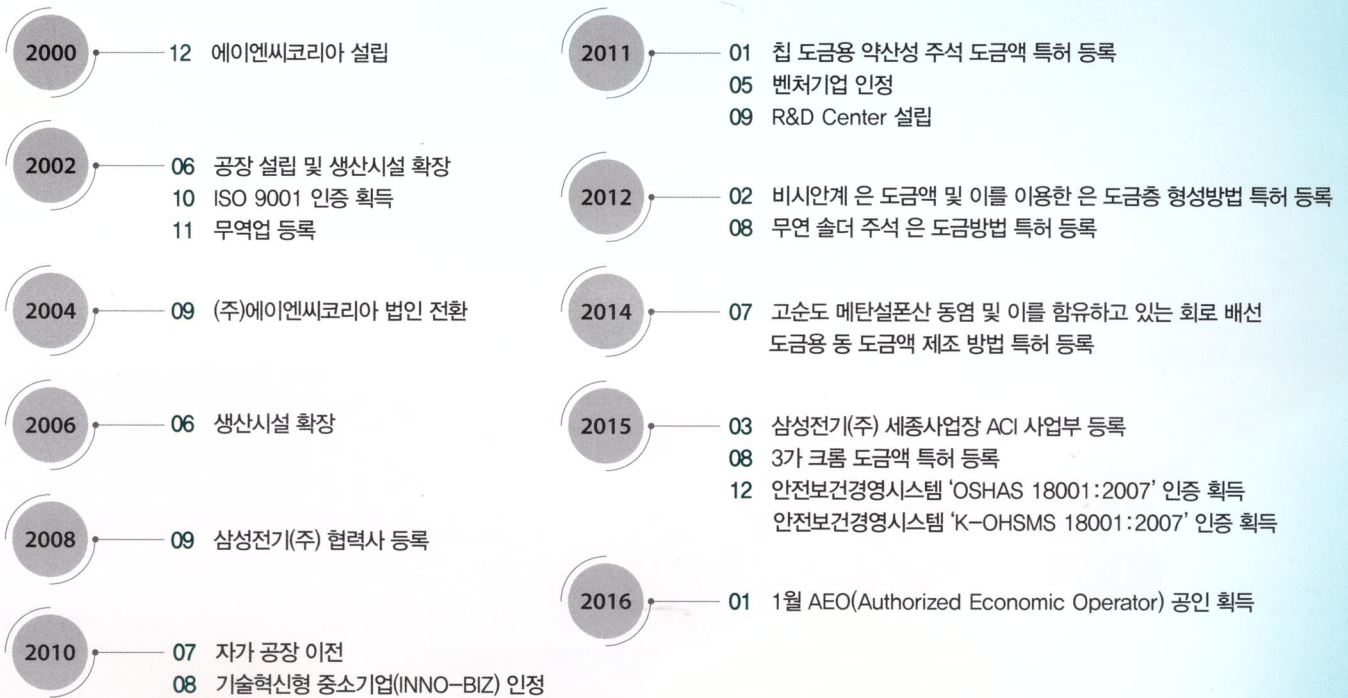 2000
12 에이엔씨코리아 설립
2002
06 공장 설립 및 생산시설 확장
10 ISO 9001 인증 획득
11 무역업 등록
2004
09 (주)에이엔씨코리아 법인 전환
2006
06 생산시설 확장
2008
09 삼성전기(주) 협력사 등록
2010
07 자가 공장 이전
08 기술혁신형 중소기업(INNO-BIZ) 인정
2011
01 칩 도금용 약산성 주석 도금액 특허 등록
05 벤처기업 인정
09 R&D Center 설립
2012
02 비시안계 은 도금액 및 이를 이용한 은 도금층 형성방법 특허 등록
08 무연 솔더 주석 은 도금방법 특허 등록
2014
07 고순도 메탄설폰산 동염 및 이를 함유하고 있는 회로 배선
도금용 동 도금액 제조 방법 특허 등록
2015
03 삼성전기(주) 세종사업장 ACI 사업부 등록
08 3가 크롬 도금액 특허 등록
12 안전보건경영시스템 ‘OSHAS 18001:2007’ 인증 획득
안전보건경영시스템 ‘K-OHSMS 18001:2007’ 인증 획득
2016
01 1월 AEO(Authorized Economic Operator) 공인 획득